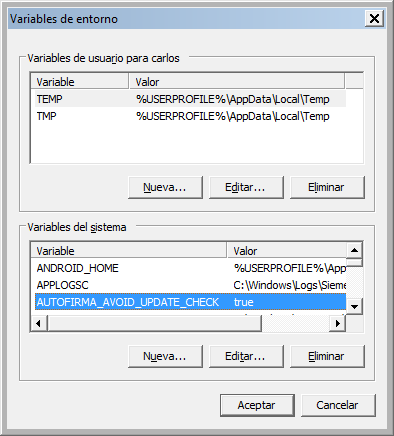 Variables de entorno
Variables de usuario para carlos
Variable Valor
TEMP %USERPROFILE%\AppData\Local\Temp
TMP %USERPROFILE%\AppData\Local\Temp
Nueva... Editar... Eliminar
Variables del sistema
Variable Valor
ANDROID_HOME %USERPROFILE%\App
APPLOGSC C:\Windows\Logs\Sieme
AUTOFIRMA_AVOID_UPDATE_CHECK true
Nueva... Editar... Eliminar
Aceptar Cancelar